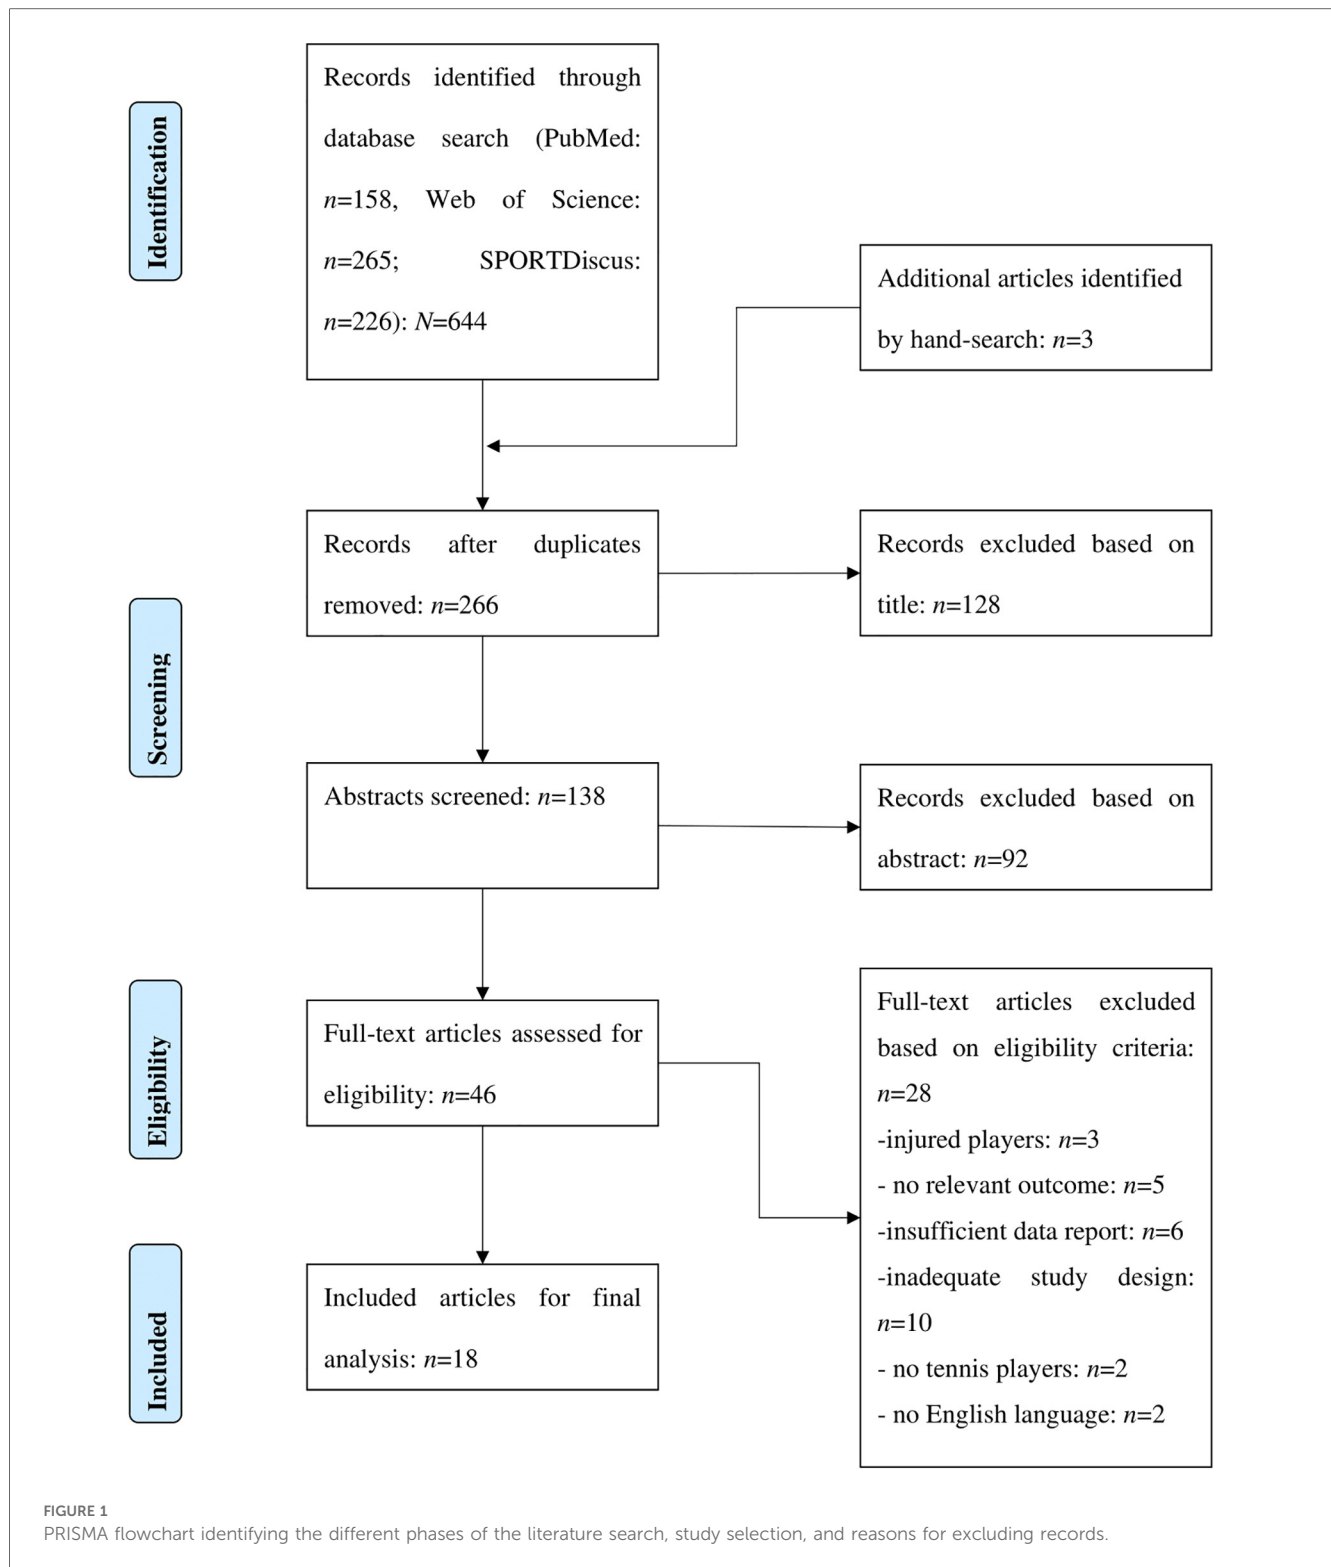 Identification
Records identified through
database search (PubMed:
n=158, Web of Science:
n=265; SPORTDiscus:
n=226): N=644
Additional articles identified
by hand-search: n=3
Screening
Records after duplicates
removed: n=266
Records excluded based on
title: n=128
Abstracts screened: n=138
Records excluded based on
abstract: n=92
Eligibility
Full-text articles assessed for
eligibility: n=46
Full-text articles excluded
based on eligibility criteria:
n=28
-injured players: n=3
- no relevant outcome: n=5
-insufficient data report: n=6
-inadequate study design:
n=10
- no tennis players: n=2
- no English language: n=2
Included
Included articles for final
analysis: n=18
FIGURE 1
PRISMA flowchart identifying the different phases of the literature search, study selection, and reasons for excluding records.